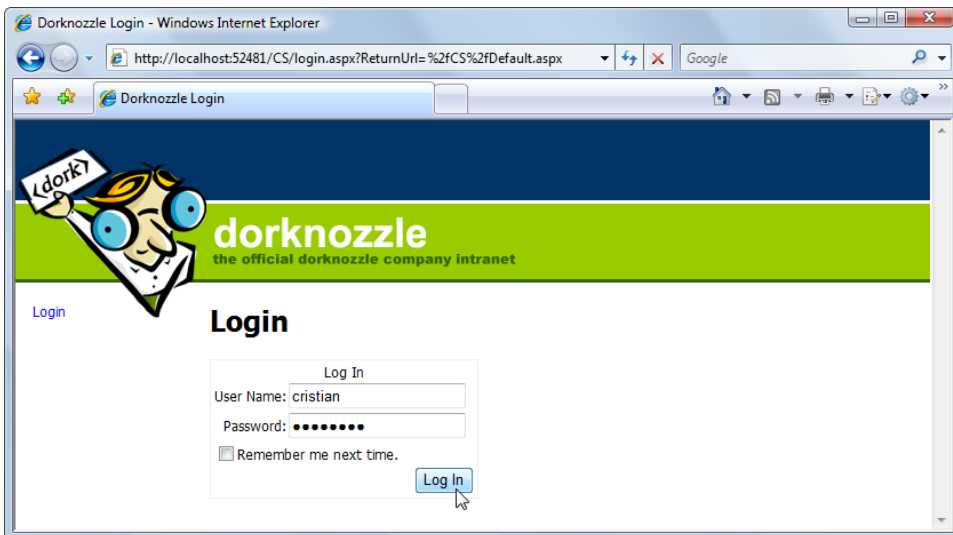 Dorknozzle Login - Windows Internet Explorer
http://localhost:52481/CS/login.aspx?ReturnUrl=%2fCS%2fDefault.aspx
Google
Dorknozzle Login
<dork>
dorknozzle
the official dorknozzle company intranet
Login
Login
Log In
User Name: cristian
Password: ●●●●●●●●
Remember me next time.
Log In